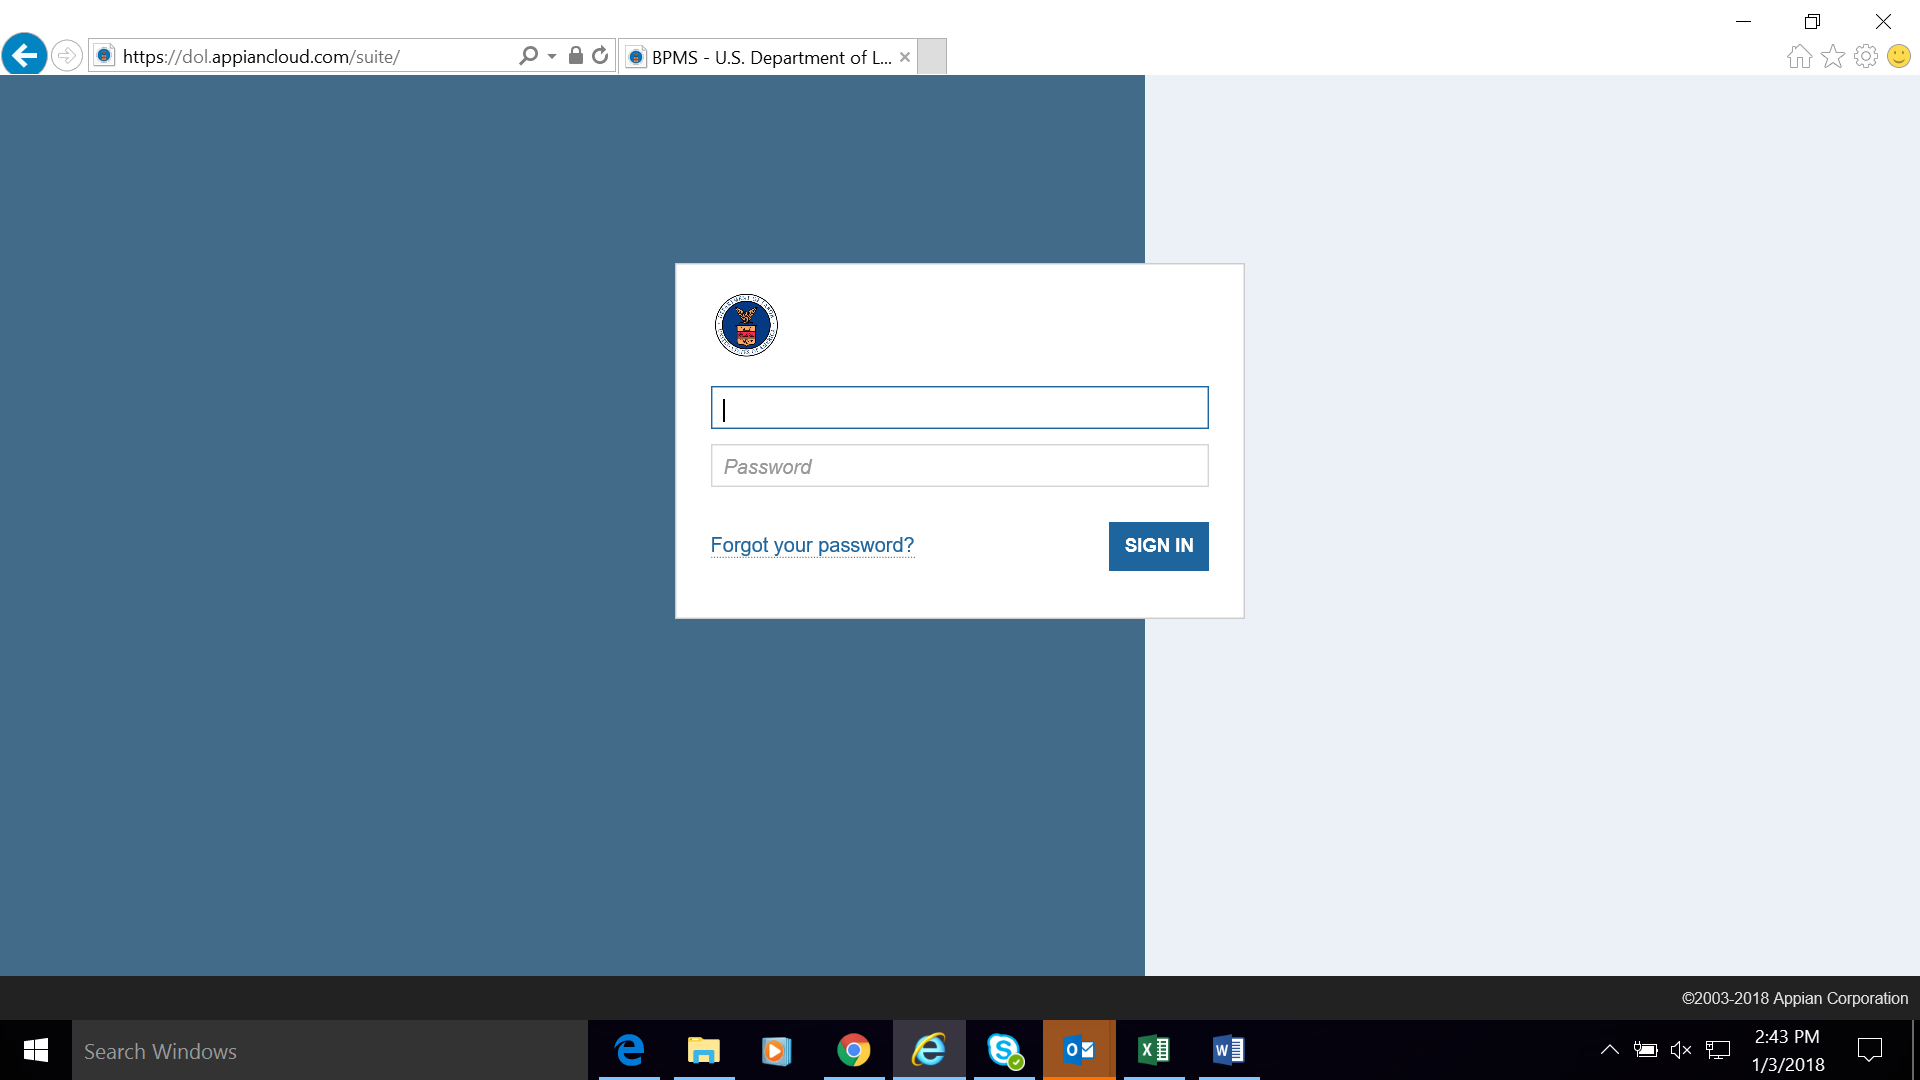 https://dol.appiancloud.com/suite/
BPMS - U.S. Department of L...
Password
Forgot your password?
SIGN IN
©2003-2018 Appian Corporation
Search Windows
2:43 PM
1/3/2018